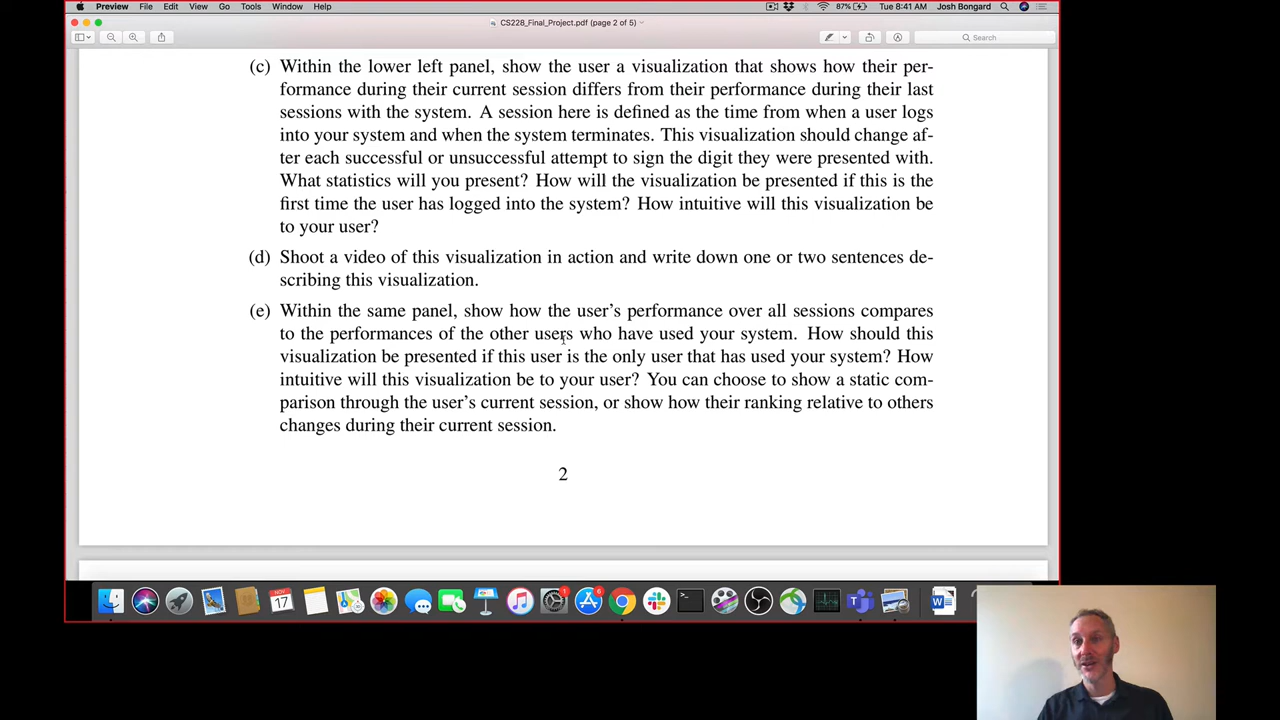 Preview File Edit View Go Tools Window Help 87% Tue 8:41 AM Josh Bongard
CS228_Final_Project.pdf (page 2 of 5)
Search
(c) Within the lower left panel, show the user a visualization that shows how their per-
formance during their current session differs from their performance during their last
sessions with the system. A session here is defined as the time from when a user logs
into your system and when the system terminates. This visualization should change af-
ter each successful or unsuccessful attempt to sign the digit they were presented with.
What statistics will you present? How will the visualization be presented if this is the
first time the user has logged into the system? How intuitive will this visualization be
to your user?
(d) Shoot a video of this visualization in action and write down one or two sentences de-
scribing this visualization.
(e) Within the same panel, show how the user's performance over all sessions compares
to the performances of the other users who have used your system. How should this
visualization be presented if this user is the only user that has used your system? How
intuitive will this visualization be to your user? You can choose to show a static com-
parison through the user's current session, or show how their ranking relative to others
changes during their current session.
2
NOV
17